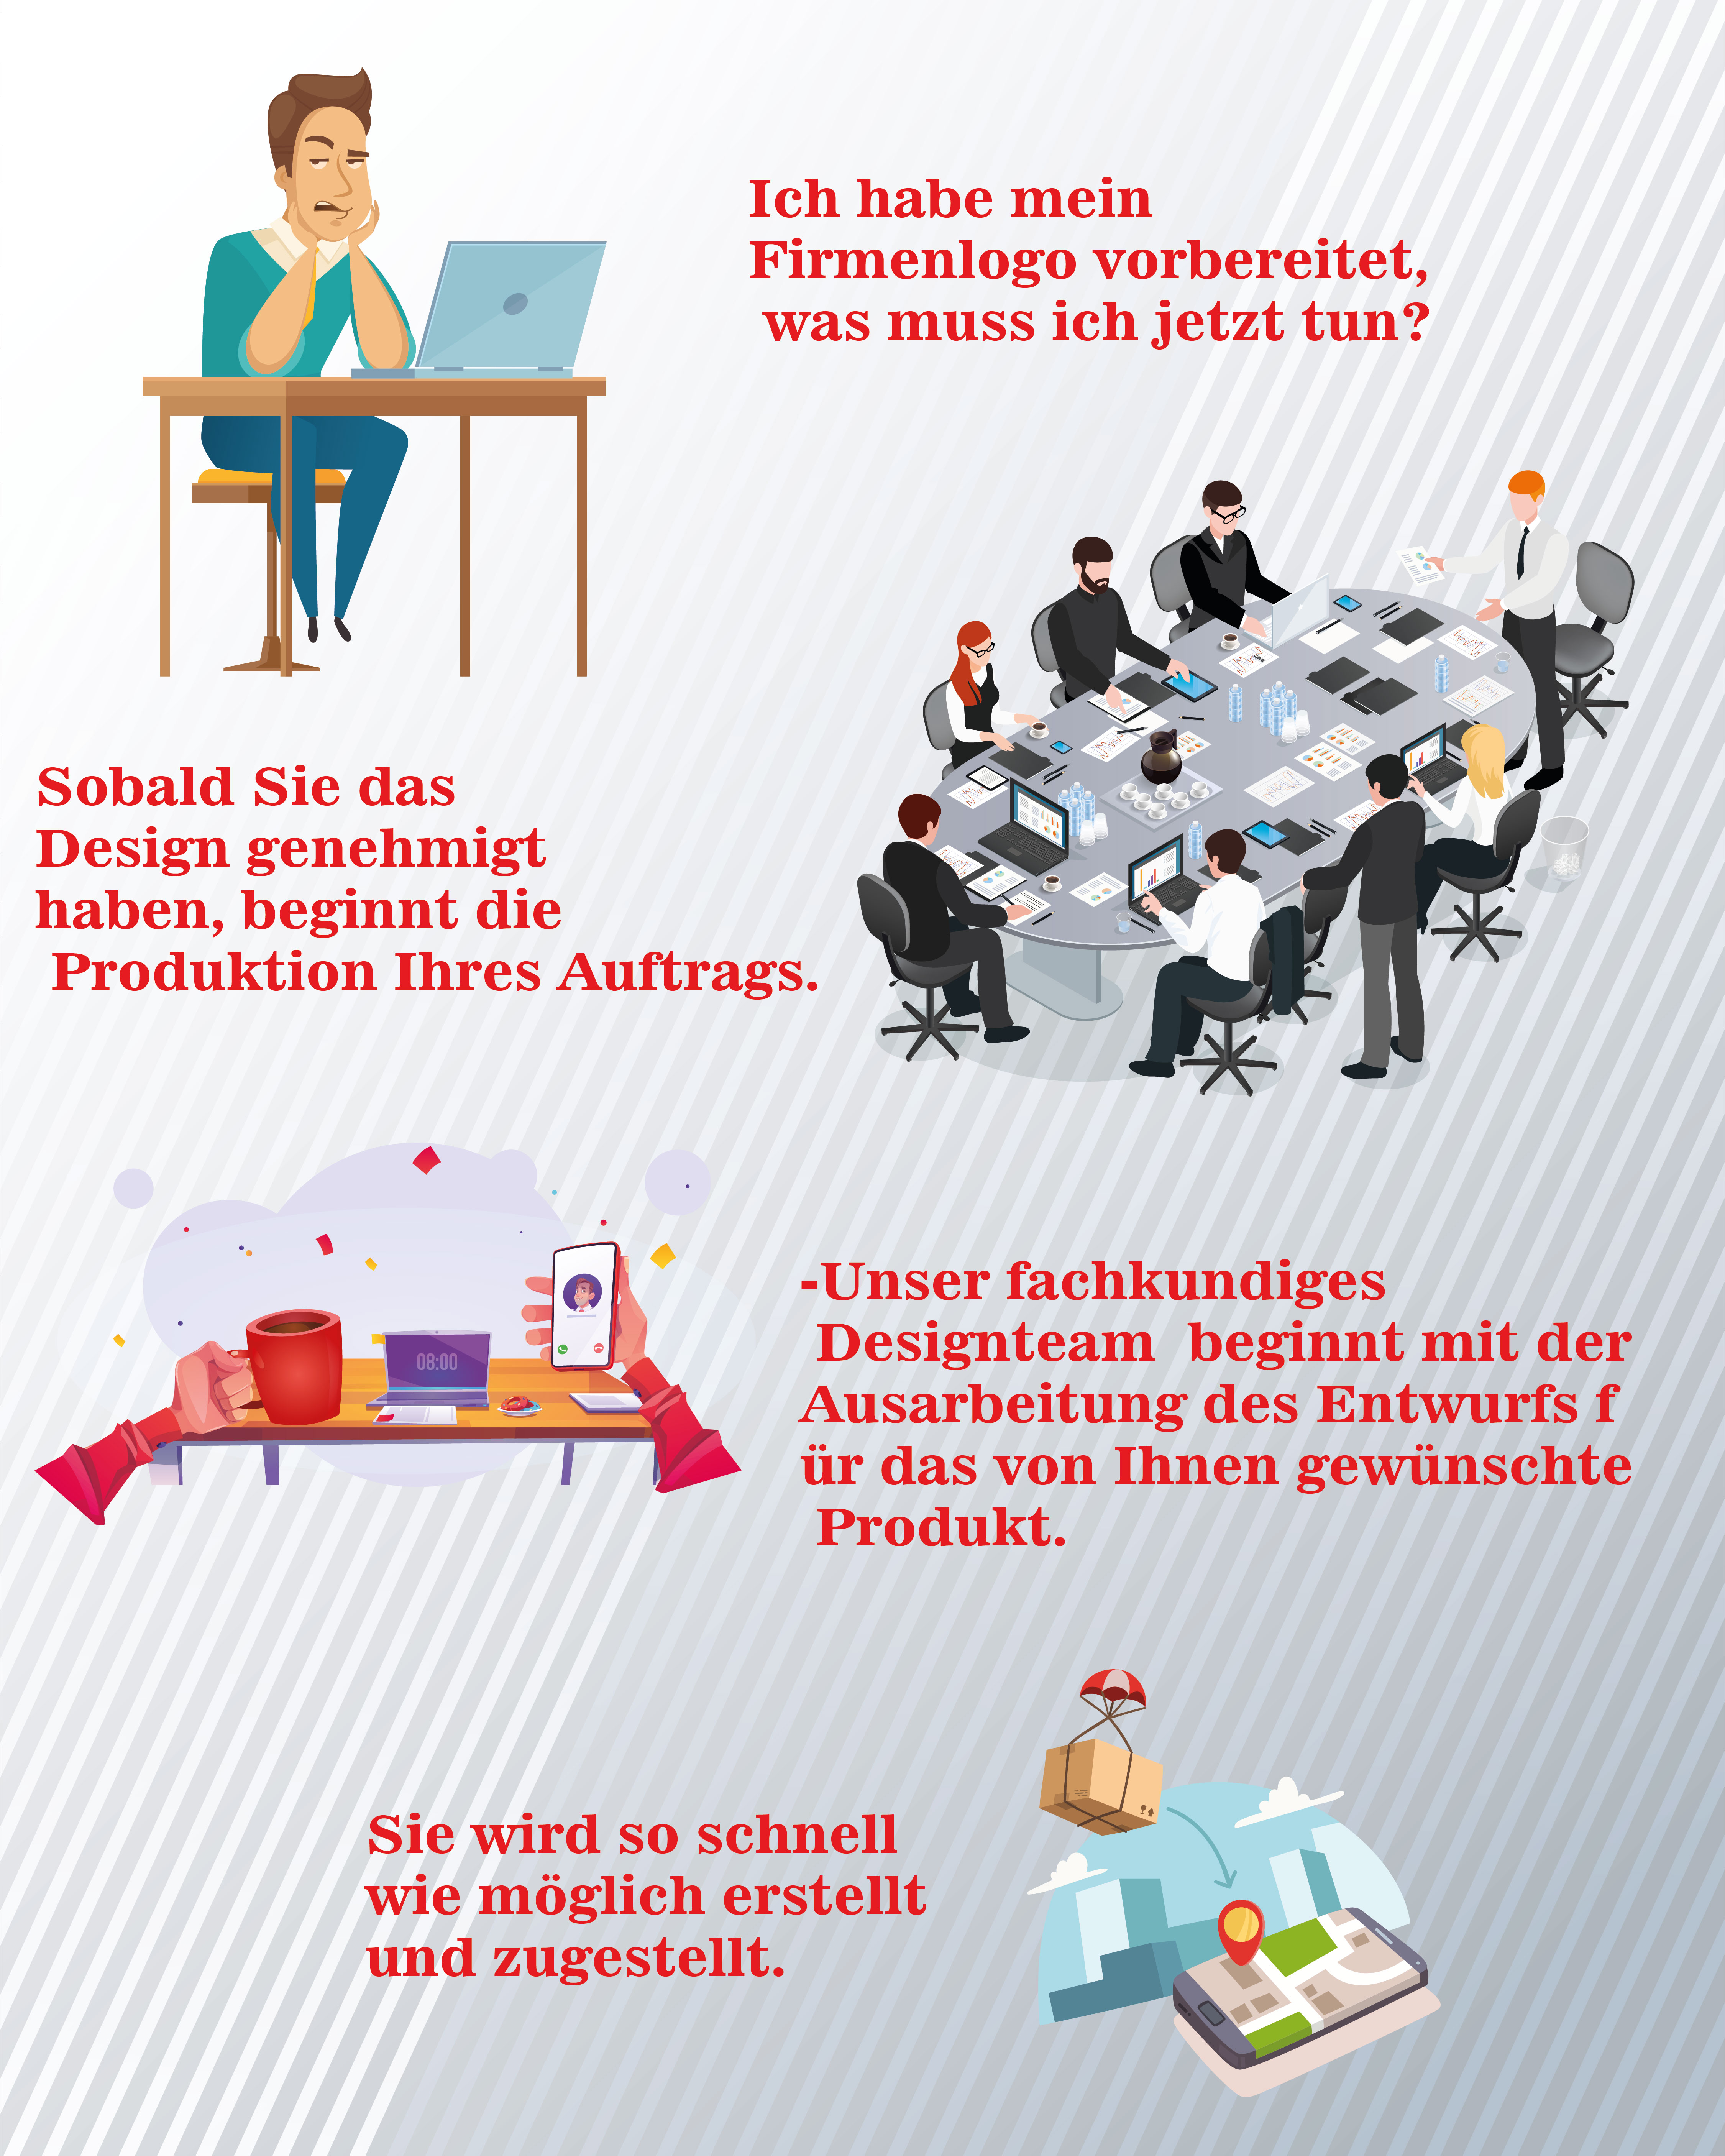 Ich habe mein
Firmenlogo vorbereitet,
was muss ich jetzt tun?
Sobald Sie das
Design genehmigt
haben, beginnt die
Produktion Ihres Auftrags.
08:00
-Unser fachkundiges
Designteam  beginnt mit der
Ausarbeitung des Entwurfs f
ür das von Ihnen gewünschte
Produkt.
Sie wird so schnell
wie möglich erstellt
und zugestellt.